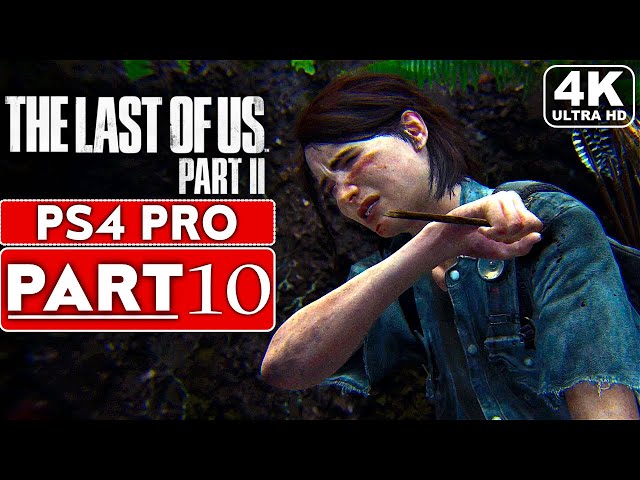 THE LAST OF US
PART II
4K
ULTRA HD
PS4 PRO
PART 10